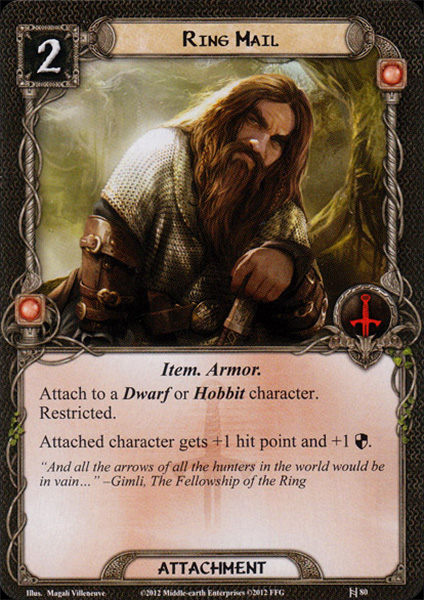 2
Ring Mail
Item. Armor.
Attach to a Dwarf or Hobbit character.
Restricted.
Attached character gets +1 hit point and +1 .
“And all the arrows of all the hunters in the world would be
in vain…” –Gimli, The Fellowship of the Ring
Attachment
Illus. Magali Villeneuve ©2012 Middle-earth Enterprises ©2012 FFG 80